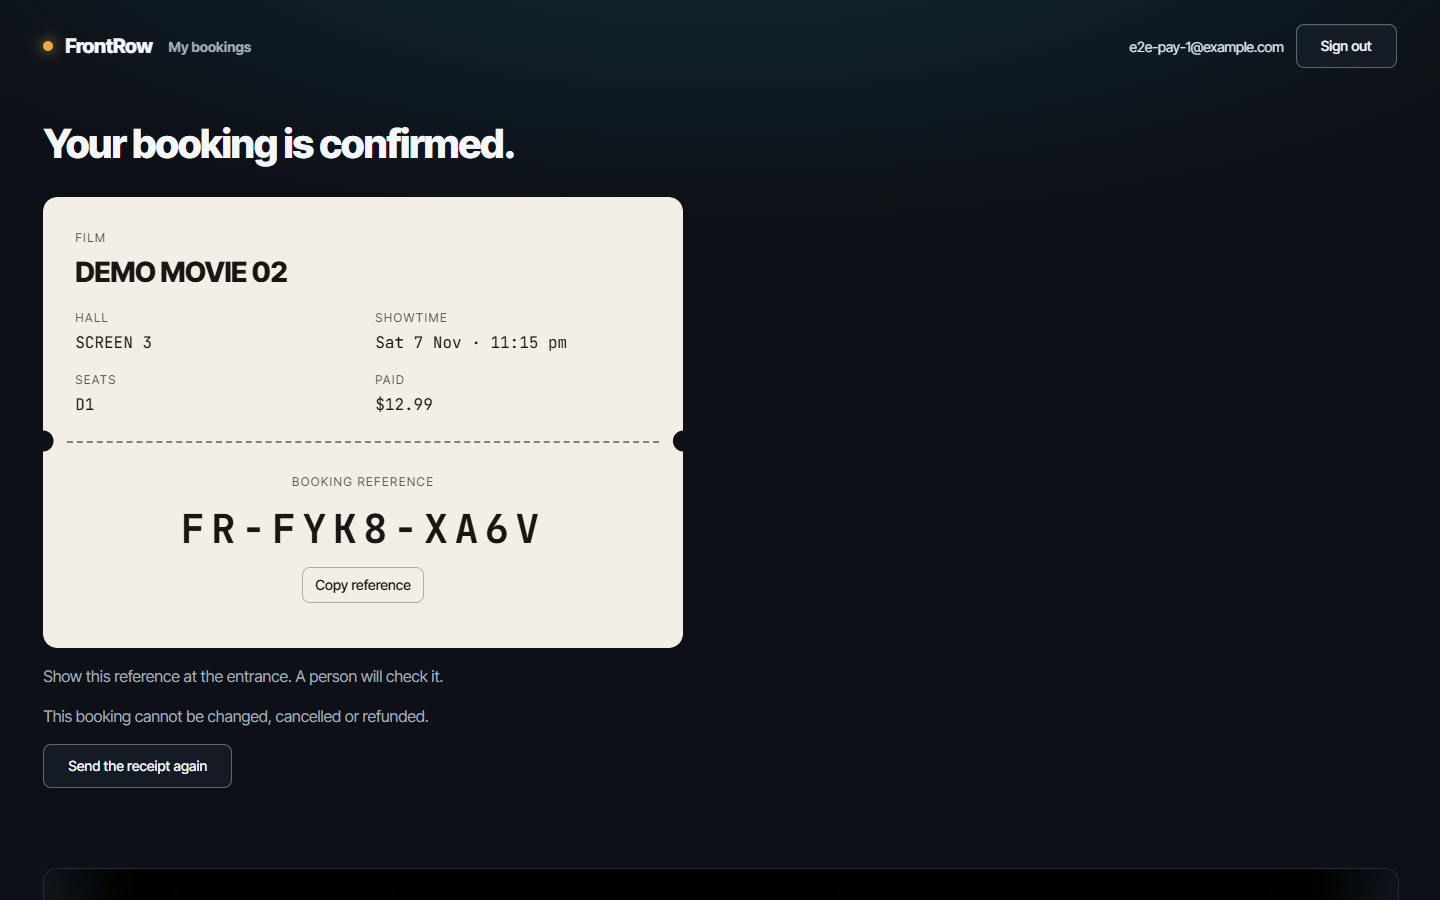 FrontRow My bookings e2e-pay-1@example.com Sign out
Your booking is confirmed.
FILM
DEMO MOVIE 02
HALL SHOWTIME
SCREEN 3 Sat 7 Nov · 11:15 pm
SEATS PAID
D1 $12.99
BOOKING REFERENCE
FR-FYK8-XA6V
Copy reference
Show this reference at the entrance. A person will check it.
This booking cannot be changed, cancelled or refunded.
Send the receipt again